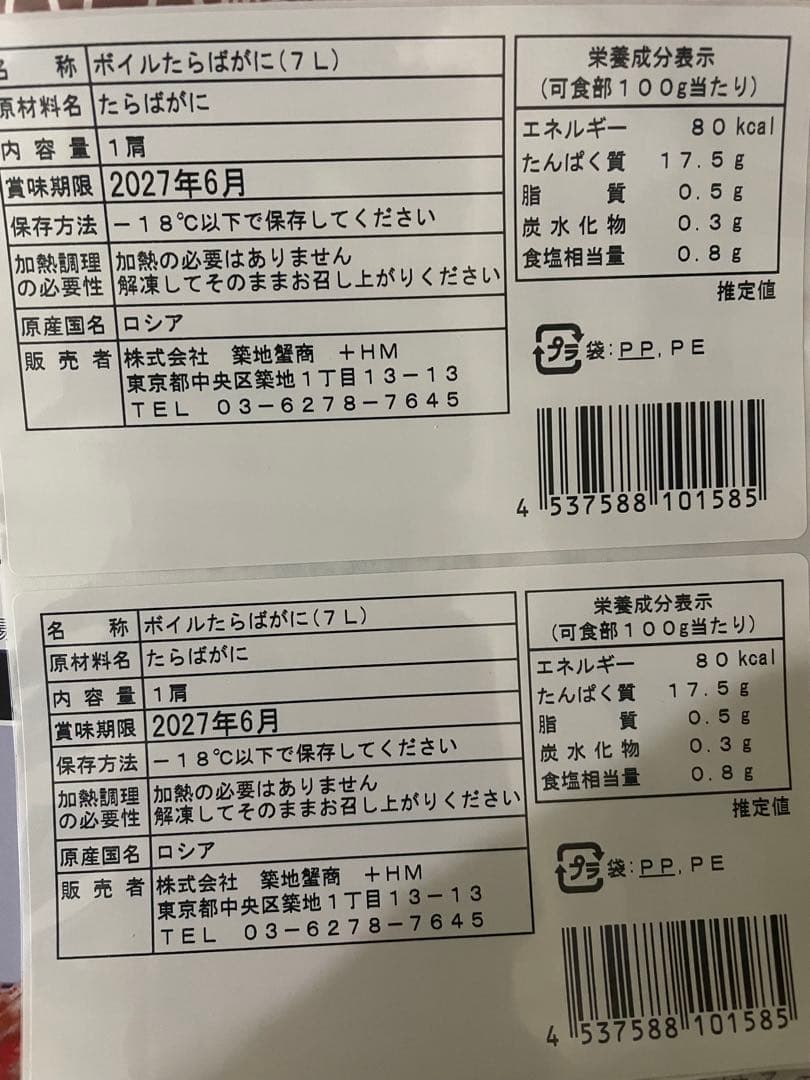 名 称 ボイルたらばがに(7L)
原材料名 たらばがに
内容量 1肩
賞味期限 2027年6月
保存方法 −18℃以下で保存してください
加熱調理の必要性 加熱の必要はありません
解凍してそのままお召し上がりください
原産国名 ロシア
販売者 株式会社 築地蟹商 +HM
東京都中央区築地1丁目13−13
TEL 03−6278−7645
栄養成分表示
(可食部100g当たり)
エネルギー 80kcal
たんぱく質 17.5g
脂質 0.5g
炭水化物 0.3g
食塩相当量 0.8g
推定値
プラ 袋:PP,PE
4 537588 101585
名 称 ボイルたらばがに(7L)
原材料名 たらばがに
内容量 1肩
賞味期限 2027年6月
保存方法 −18℃以下で保存してください
加熱調理の必要性 加熱の必要はありません
解凍してそのままお召し上がりください
原産国名 ロシア
販売者 株式会社 築地蟹商 +HM
東京都中央区築地1丁目13−13
TEL 03−6278−7645
栄養成分表示
(可食部100g当たり)
エネルギー 80kcal
たんぱく質 17.5g
脂質 0.5g
炭水化物 0.3g
食塩相当量 0.8g
推定値
プラ 袋:PP,PE
4 537588 101585